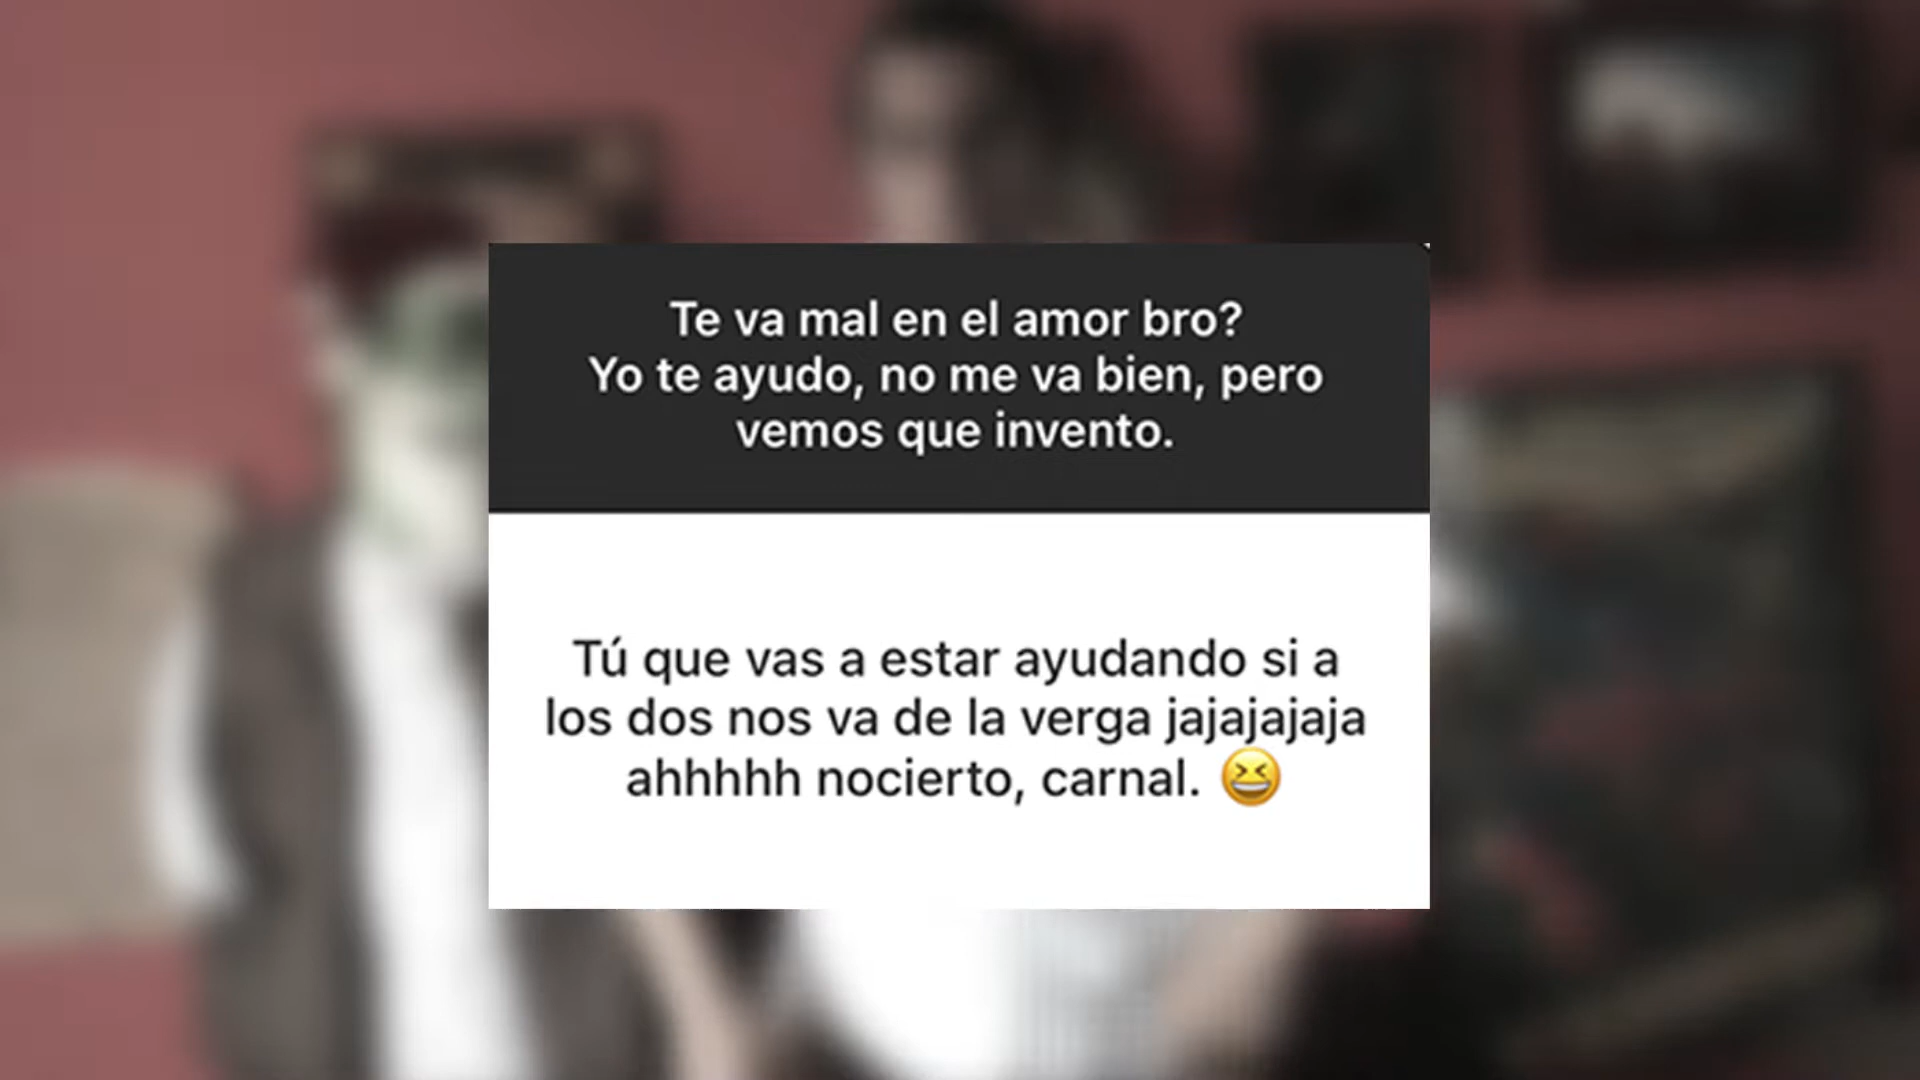 Te va mal en el amor bro?
Yo te ayudo, no me va bien, pero
vemos que invento.
Tú que vas a estar ayudando si a
los dos nos va de la verga jajajajaja
ahhhhh nocierto, carnal. 😆